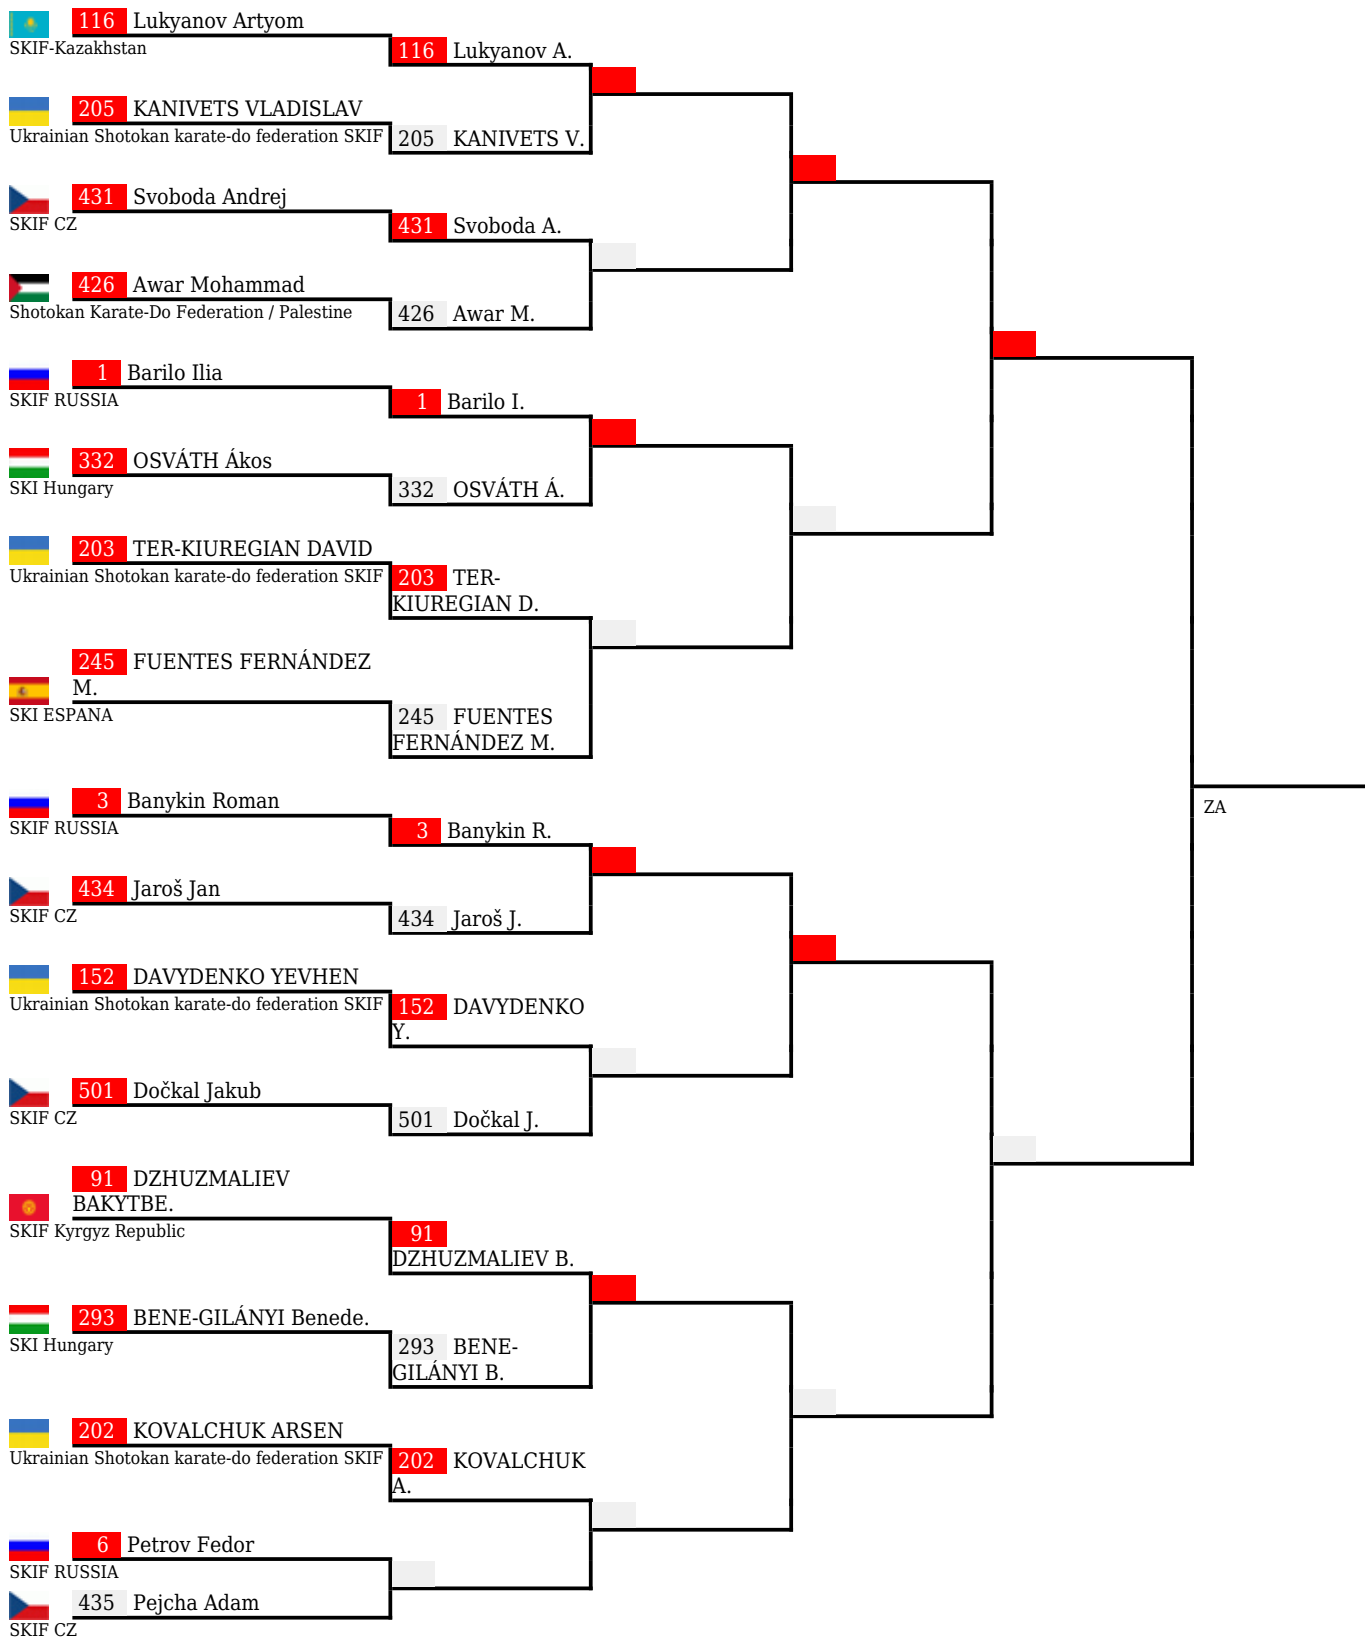 116 Lukyanov Artyom
SKIF-Kazakhstan
116 Lukyanov A.
205 KANIVETS VLADISLAV
Ukrainian Shotokan karate-do federation SKIF
205 KANIVETS V.
431 Svoboda Andrej
SKIF CZ
431 Svoboda A.
426 Awar Mohammad
Shotokan Karate-Do Federation / Palestine
426 Awar M.
1 Barilo Ilia
SKIF RUSSIA
1 Barilo I.
332 OSVÁTH Ákos
SKI Hungary
332 OSVÁTH Á.
203 TER-KIUREGIAN DAVID
Ukrainian Shotokan karate-do federation SKIF
203 TER-
KIUREGIAN D.
245 FUENTES FERNÁNDEZ
M.
SKI ESPANA
245 FUENTES
FERNÁNDEZ M.
3 Banykin Roman
SKIF RUSSIA
3 Banykin R.
ZA
434 Jaroš Jan
SKIF CZ
434 Jaroš J.
152 DAVYDENKO YEVHEN
Ukrainian Shotokan karate-do federation SKIF
152 DAVYDENKO
Y.
501 Dočkal Jakub
SKIF CZ
501 Dočkal J.
91 DZHUZMALIEV
BAKYTBE.
SKIF Kyrgyz Republic
91
DZHUZMALIEV B.
293 BENE-GILÁNYI Benede.
SKI Hungary
293 BENE-
GILÁNYI B.
202 KOVALCHUK ARSEN
Ukrainian Shotokan karate-do federation SKIF
202 KOVALCHUK
A.
6 Petrov Fedor
SKIF RUSSIA
435 Pejcha Adam
SKIF CZ